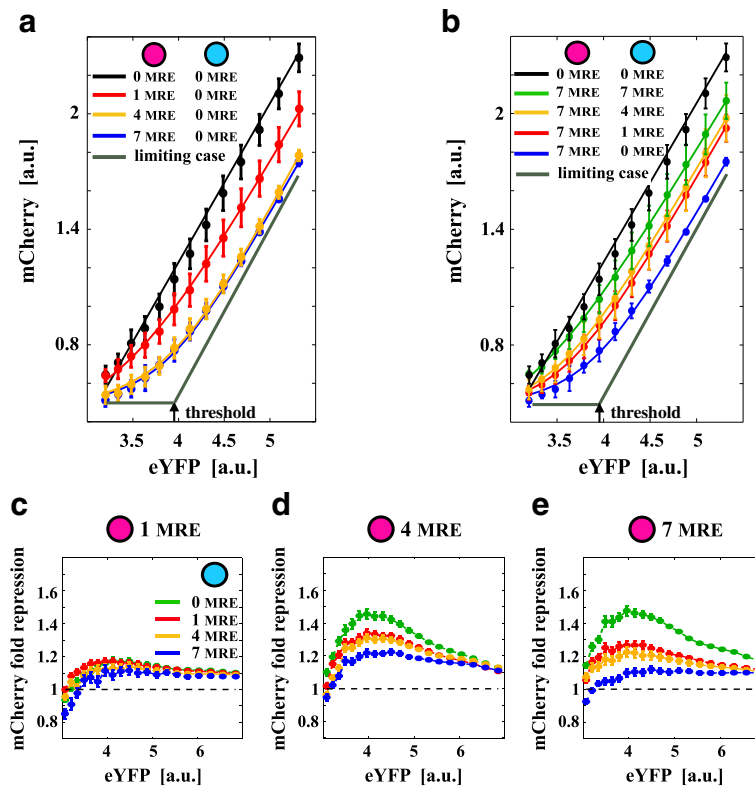 a
0 MRE 0 MRE
1 MRE 0 MRE
4 MRE 0 MRE
7 MRE 0 MRE
limiting case
mCherry [a.u.]
2
1.4
0.8
threshold
3.5 4 4.5 5
eYFP [a.u.]
b
0 MRE 0 MRE
7 MRE 7 MRE
7 MRE 4 MRE
7 MRE 1 MRE
7 MRE 0 MRE
limiting case
mCherry [a.u.]
2
1.4
0.8
threshold
3.5 4 4.5 5
eYFP [a.u.]
c
1 MRE
0 MRE
1 MRE
4 MRE
7 MRE
mCherry fold repression
1.6
1.4
1.2
1
0.8
4 5 6
eYFP [a.u.]
d
4 MRE
mCherry fold repression
1.6
1.4
1.2
1
0.8
4 5 6
eYFP [a.u.]
e
7 MRE
mCherry fold repression
1.6
1.4
1.2
1
0.8
4 5 6
eYFP [a.u.]